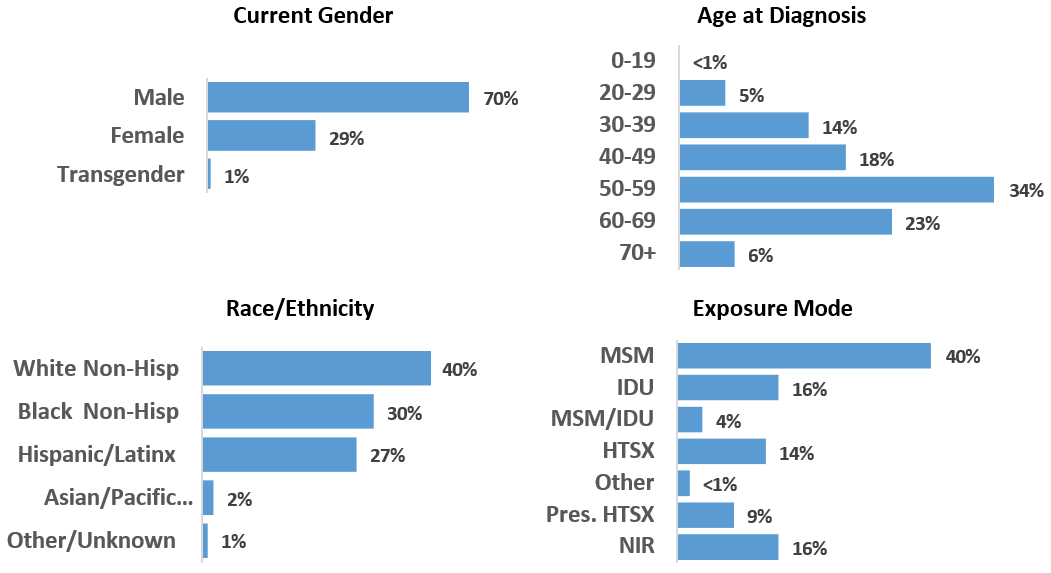 Current Gender
Male 70%
Female 29%
Transgender 1%
Age at Diagnosis
0-19 <1%
20-29 5%
30-39 14%
40-49 18%
50-59 34%
60-69 23%
70+ 6%
Race/Ethnicity
White Non-Hisp 40%
Black Non-Hisp 30%
Hispanic/Latinx 27%
Asian/Pacific... 2%
Other/Unknown 1%
Exposure Mode
MSM 40%
IDU 16%
MSM/IDU 4%
HTSX 14%
Other <1%
Pres. HTSX 9%
NIR 16%